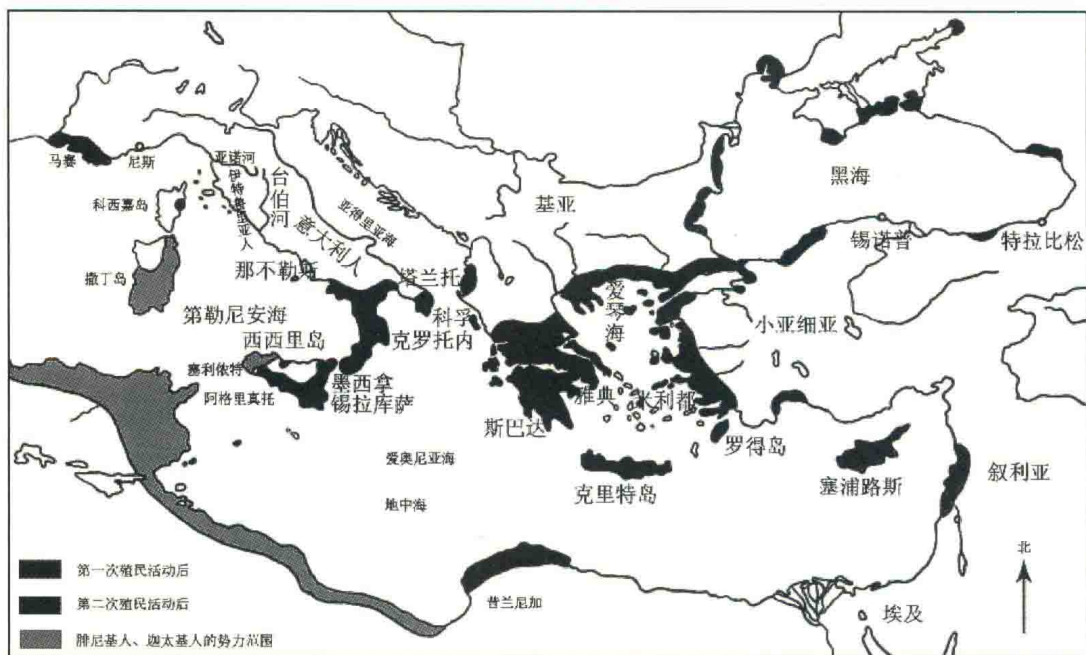 黑海
马赛
尼斯
亚诺河
伊特鲁里亚人
台伯河
亚得里亚海
基亚
科西嘉岛
意大利人
锡诺普
特拉比松
那不勒斯
塔兰托
爱琴海
撒丁岛
第勒尼安海
科孚
小亚细亚
克罗托内
西西里岛
塞利依特
墨西拿
阿格里真托
锡拉库萨
雅典
米利都
斯巴达
罗得岛
爱奥尼亚海
克里特岛
塞浦路斯
叙利亚
地中海
北
第一次殖民活动后
第二次殖民活动后
昔兰尼加
埃及
腓尼基人、迦太基人的势力范围